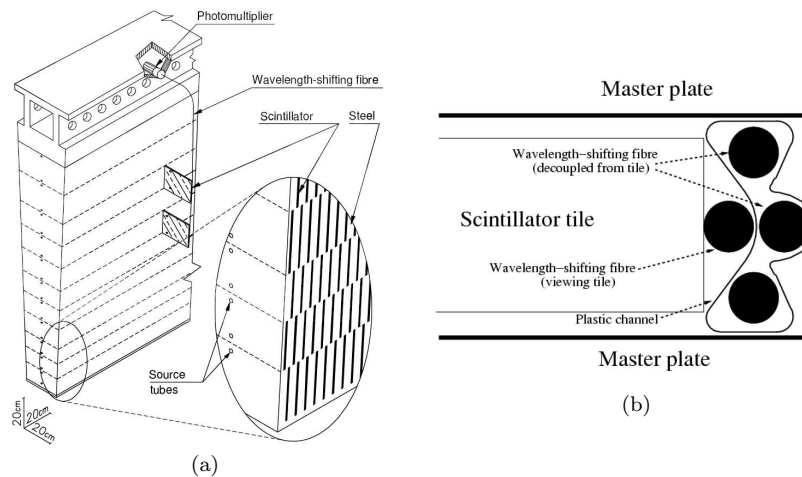 Photomultiplier
Wavelength-shifting fibre
Scintillator
Steel
Source
tubes
20cm
20cm
20cm
(a)
Master plate
Wavelength−shifting fibre
(decoupled from tile)
Scintillator tile
Wavelength−shifting fibre
(viewing tile)
Plastic channel
Master plate
(b)